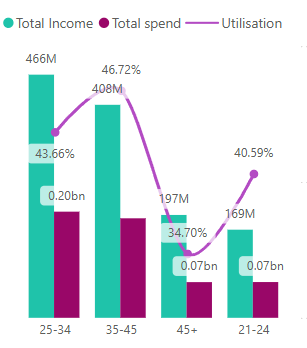 Total Income Total spend Utilisation
466M
46.72%
408M
43.66%
40.59%
0.20bn
197M
169M
34.70%
0.07bn 0.07bn
25-34 35-45 45+ 21-24